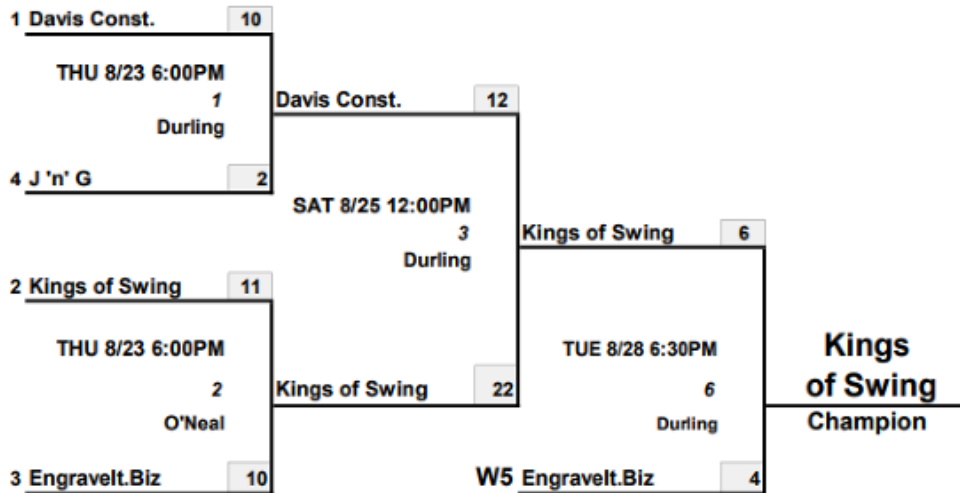 1 Davis Const. 10
THU 8/23 6:00PM
1
Durling
4 J 'n' G 2
Davis Const. 12
SAT 8/25 12:00PM
3
Durling
2 Kings of Swing 11
THU 8/23 6:00PM
2
O'Neal
3 EngraveIt.Biz 10
Kings of Swing 22
Kings of Swing 6
TUE 8/28 6:30PM
6
Durling
W5 EngraveIt.Biz 4
Kings
of Swing
Champion